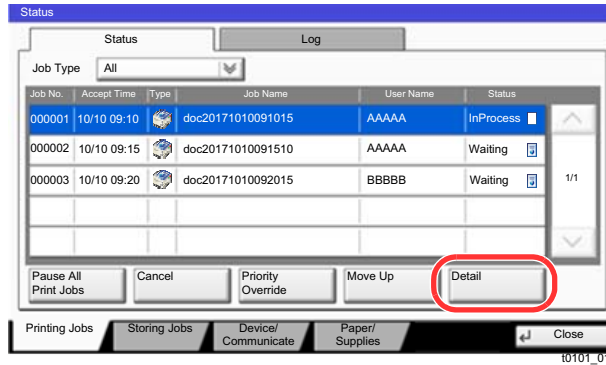 Status
Status Log
Job Type All
Job No. Accept Time Type Job Name User Name Status
000001 10/10 09:10 doc20171010091015 AAAAA InProcess
000002 10/10 09:15 doc20171010091510 AAAAA Waiting
000003 10/10 09:20 doc20171010092015 BBBBB Waiting
1/1
Pause All Cancel Priority Move Up Detail
Print Jobs Override
Printing Jobs Storing Jobs Device/ Paper/ Close
Communicate Supplies
t0101_01